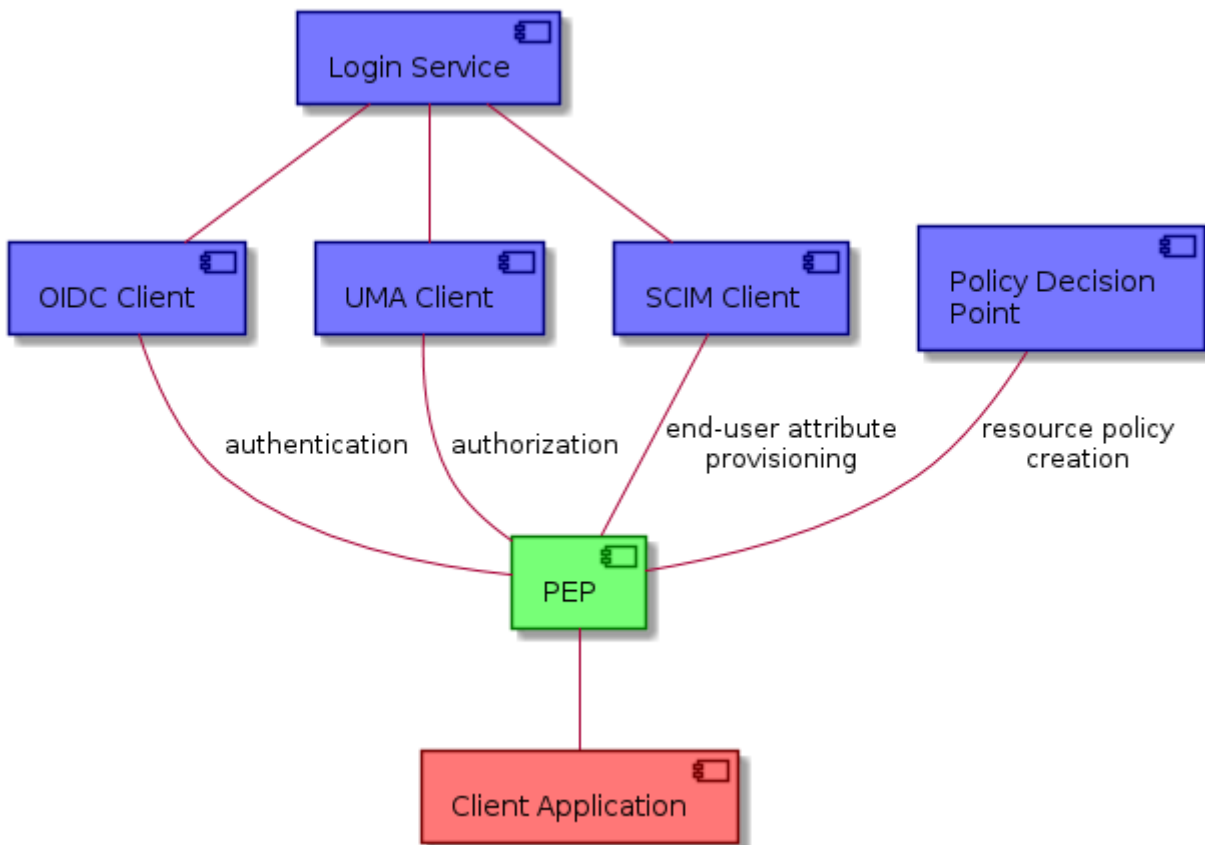 Login Service
OIDC Client
UMA Client
SCIM Client
Policy Decision
Point
authentication
authorization
end-user attribute
provisioning
resource policy
creation
PEP
Client Application